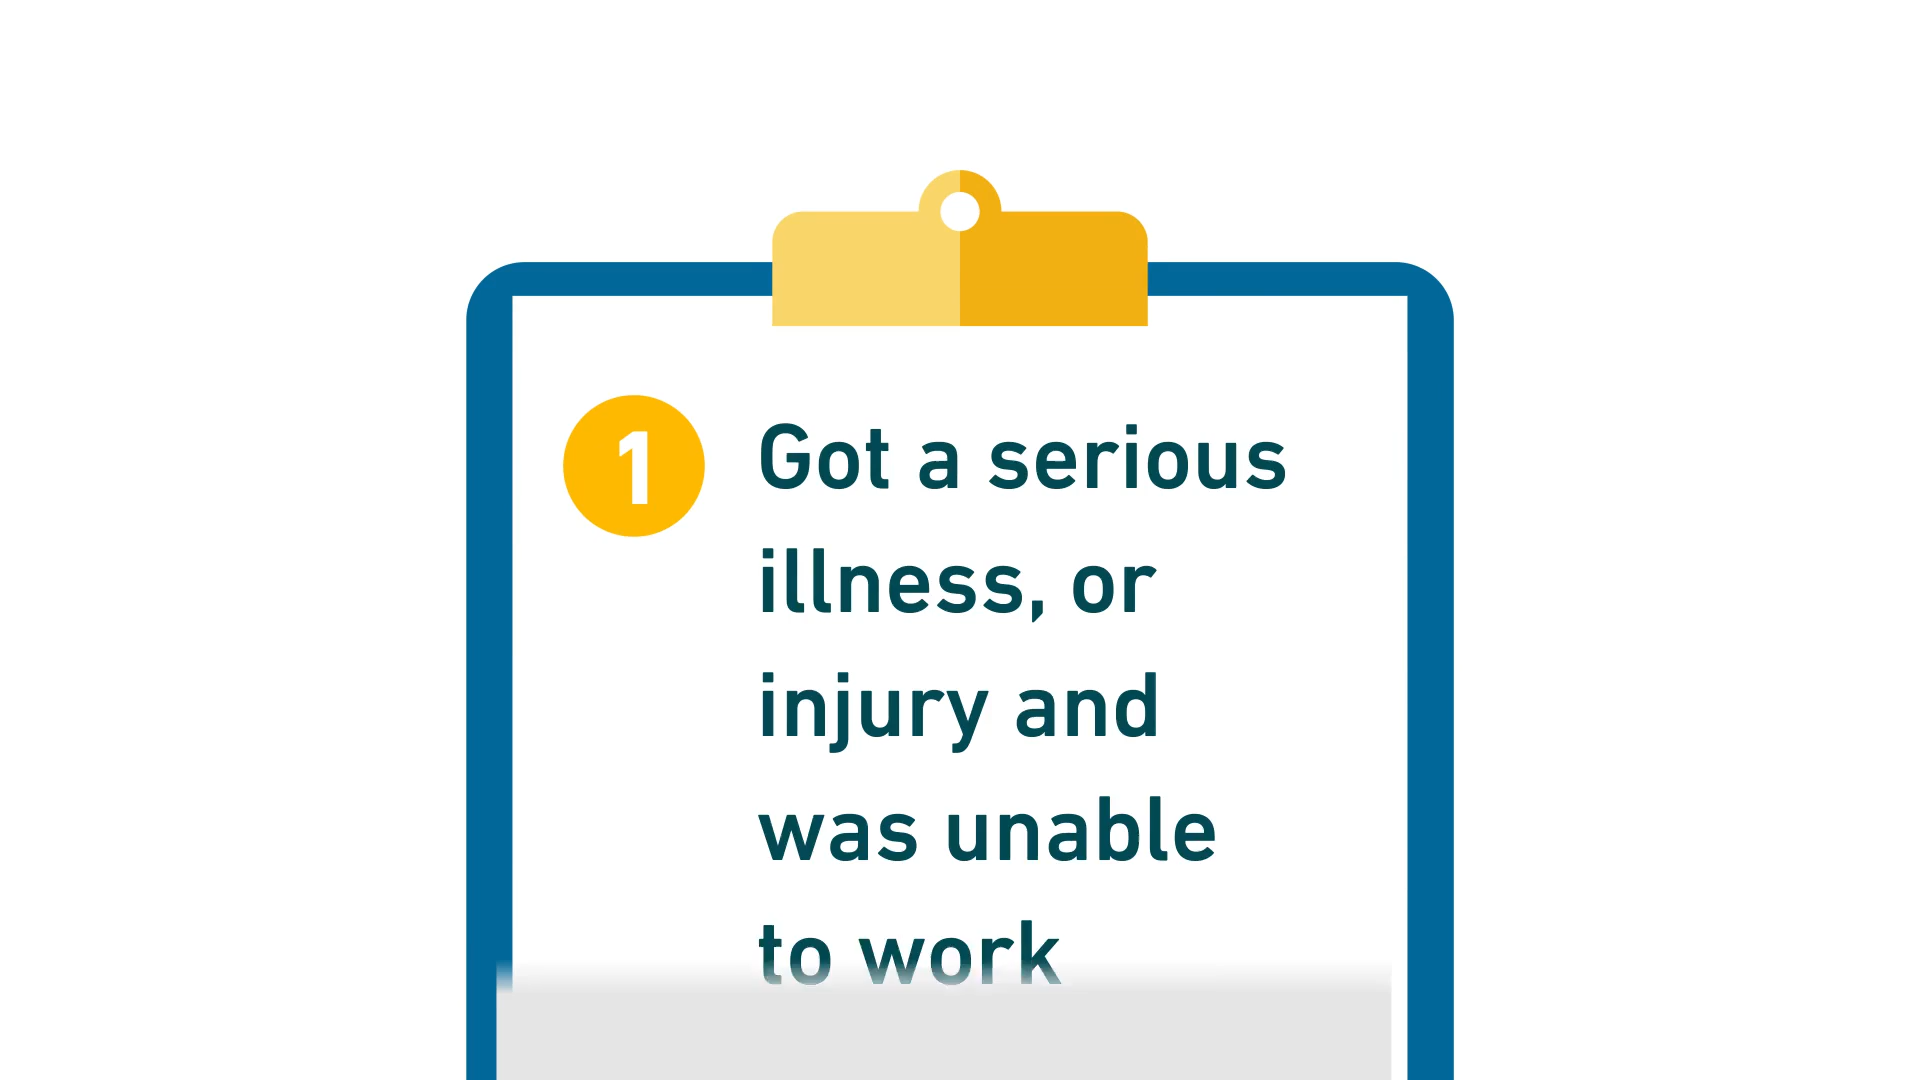 1
Got a serious
illness, or
injury and
was unable
to work